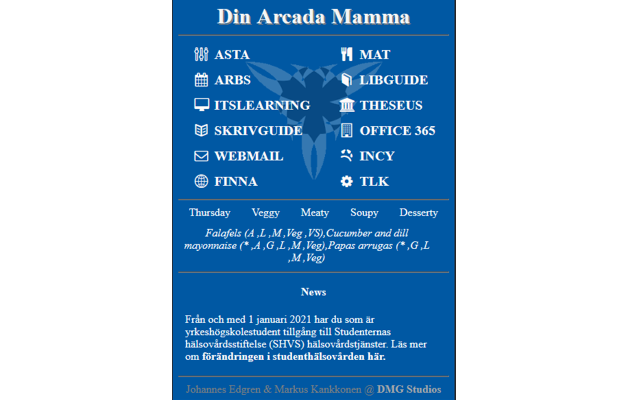 Din Arcada Mamma
ASTA MAT
ARBS LIBGUIDE
ITSLEARNING THESEUS
SKRIVGUIDE OFFICE 365
WEBMAIL INCY
FINNA TLK
Thursday Veggy Meaty Soupy Desserty
Falafels (A ,L ,M ,Veg ,VS),Cucumber and dill
mayonnaise (* ,A ,G ,L ,M ,Veg),Papas arrugas (* ,G ,L
,M ,Veg)
News
Från och med 1 januari 2021 har du som är
yrkeshögskolestudent tillgång till Studenternas
hälsovårdsstiftelse (SHVS) hälsovårdstjänster. Läs mer
om förändringen i studenthälsovården här.
Johannes Edgren & Markus Kankkonen @ DMG Studios